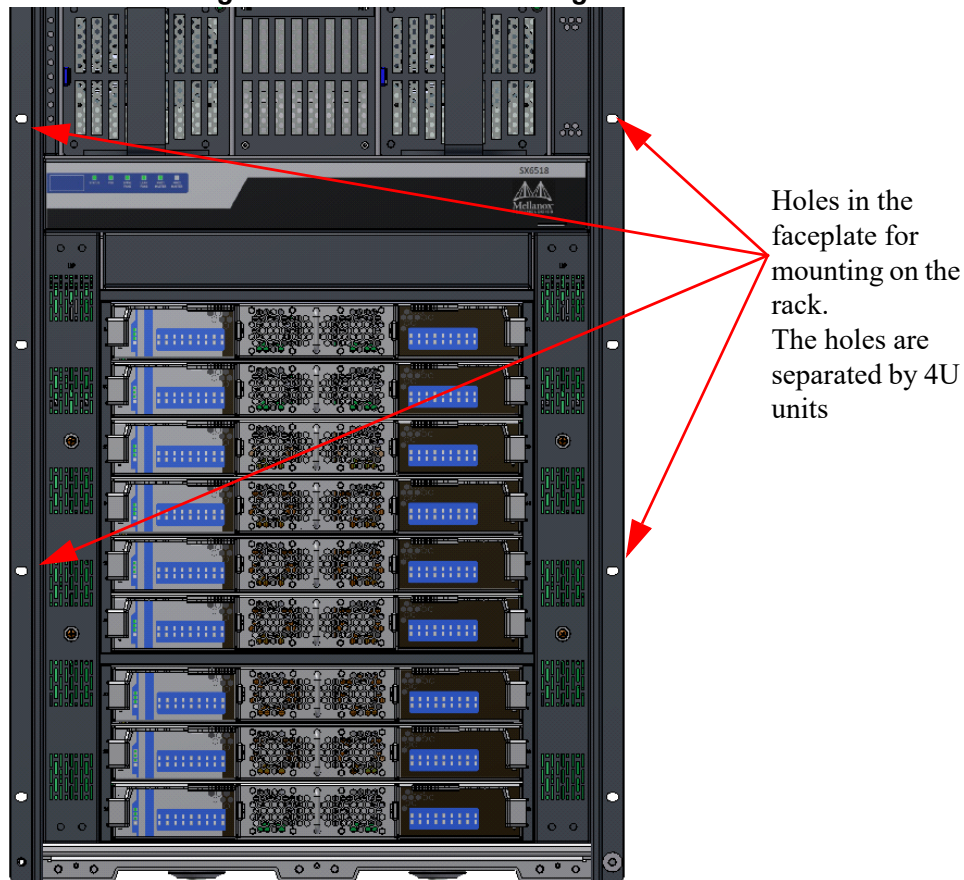 SX6518
Mellanox
Holes in the
faceplate for
mounting on the
rack.
The holes are
separated by 4U
units